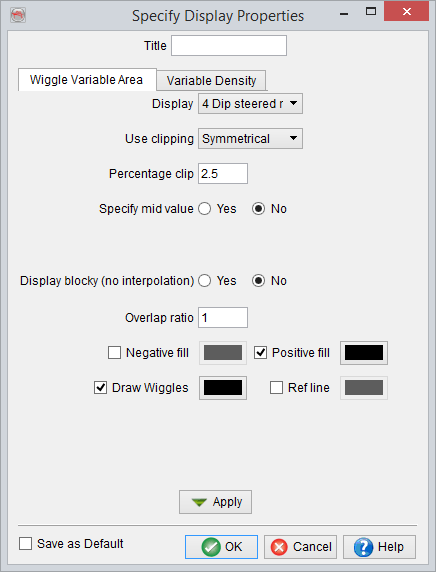 Specify Display Properties
Title
Wiggle Variable Area Variable Density
Display 4 Dip steered r
Use clipping Symmetrical
Percentage clip 2.5
Specify mid value Yes No
Display blocky (no interpolation) Yes No
Overlap ratio 1
Negative fill Positive fill
Draw Wiggles Ref line
Apply
Save as Default OK Cancel Help